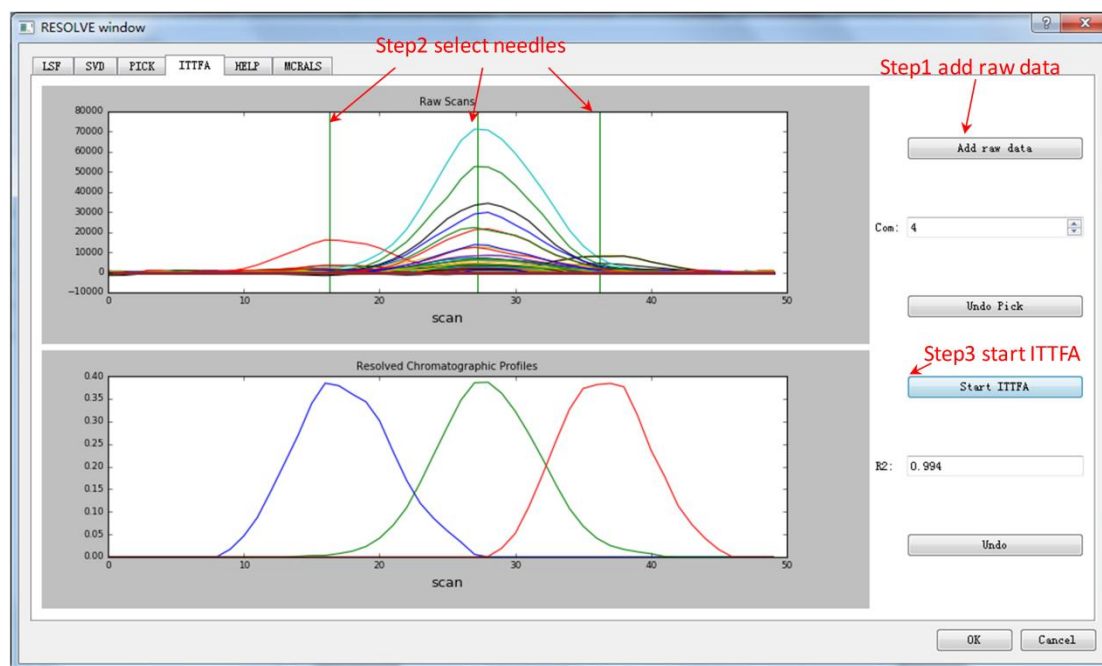 RESOLVE window
Step2 select needles
LSF SVD PICK ITTFA HELP MCRALS
Step1 add raw data
Raw Scans
80000
70000
60000
50000
40000
30000
20000
10000
0
−10000
0 10 20 30 40 50
scan
Add raw data
Com: 4
Undo Pick
Step3 start ITTFA
Start ITTFA
Resolved Chromatographic Profiles
0.40
0.35
0.30
0.25
0.20
0.15
0.10
0.05
0.00
0 10 20 30 40 50
scan
R2: 0.994
Undo
OK Cancel